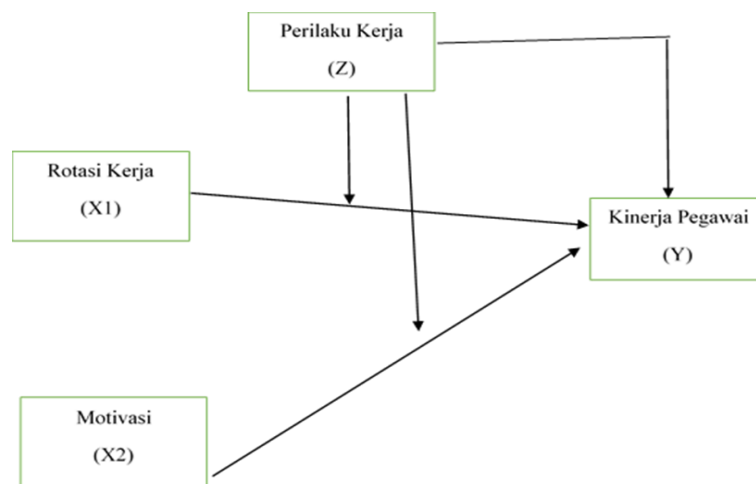 Perilaku Kerja
(Z)
Rotasi Kerja
(X1)
Kinerja Pegawai
(Y)
Motivasi
(X2)